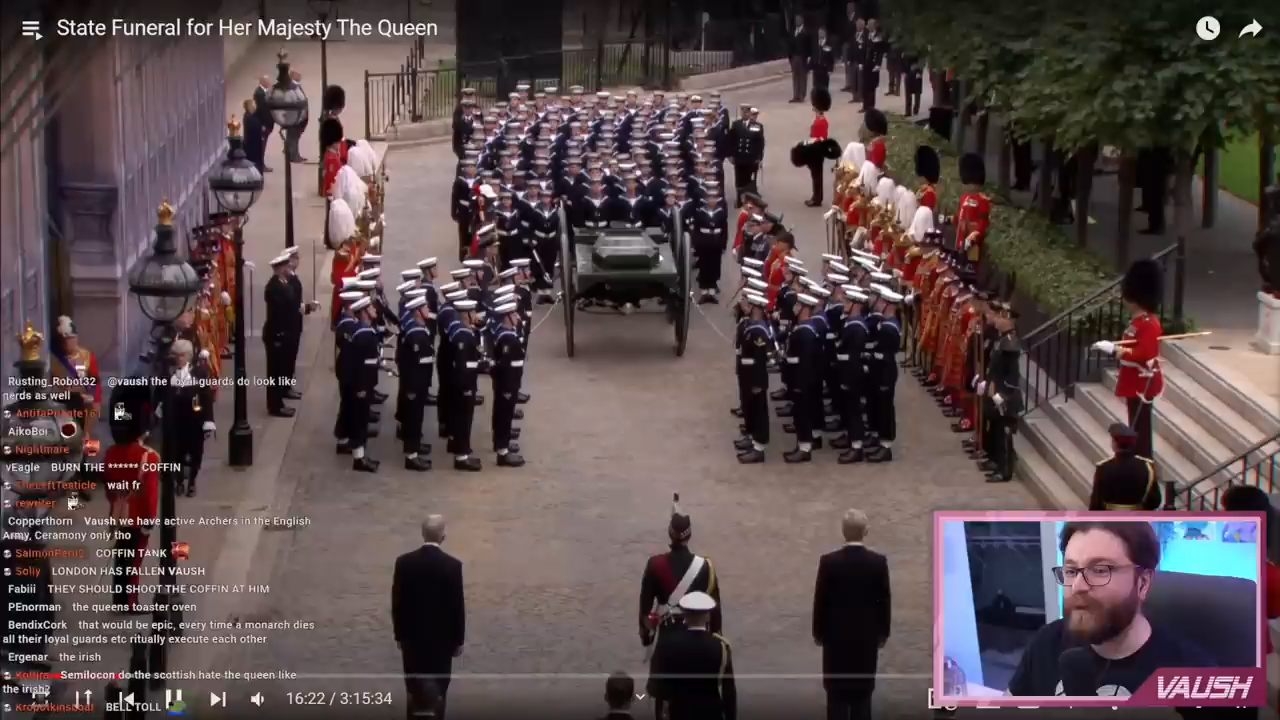 State Funeral for Her Majesty The Queen
Rusting_Robot32 @vaush the royal guards do look like
nerds as well
AikoBoi
Nightmare
vEagle BURN THE ****** COFFIN
TheLeftTeaticle wait fr
rewriter
Copperthorn Vaush we have active Archers in the English
Army, Ceramony only tho
COFFIN TANK
Soliy LONDON HAS FALLEN VAUSH
Fabiii THEY SHOULD SHOOT THE COFFIN AT HIM
PEnorman the queens toaster oven
BendixCork that would be epic, every time a monarch dies
all their loyal guards etc ritually execute each other
Ergenar the irish
Semilocon do the scottish hate the queen like
the irish?
BELL TOLL
16:22 / 3:15:34
VAUSH